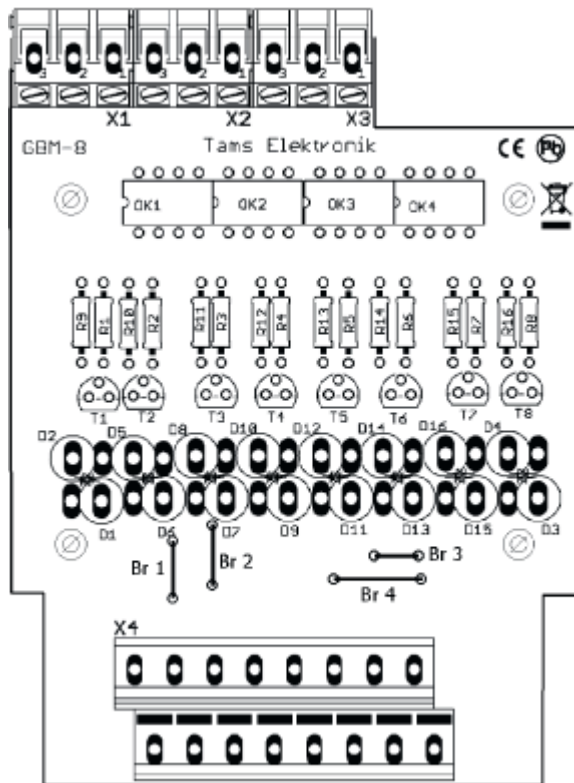 3 2 1 3 2 1 3 2 1
X1 X2 X3
GBM-8 Tams Elektronik CE Pb
OK1 OK2 OK3 OK4
R9 R1 R10 R2 R11 R3 R12 R4 R13 R5 R14 R6 R15 R7 R16 R8
T1 T2 T3 T4 T5 T6 T7 T8
D2 D5 D8 D10 D12 D14 D16 D4
D1 D6 D7 D9 D11 D13 D15 D3
Br 1 Br 2 Br 3
Br 4
X4